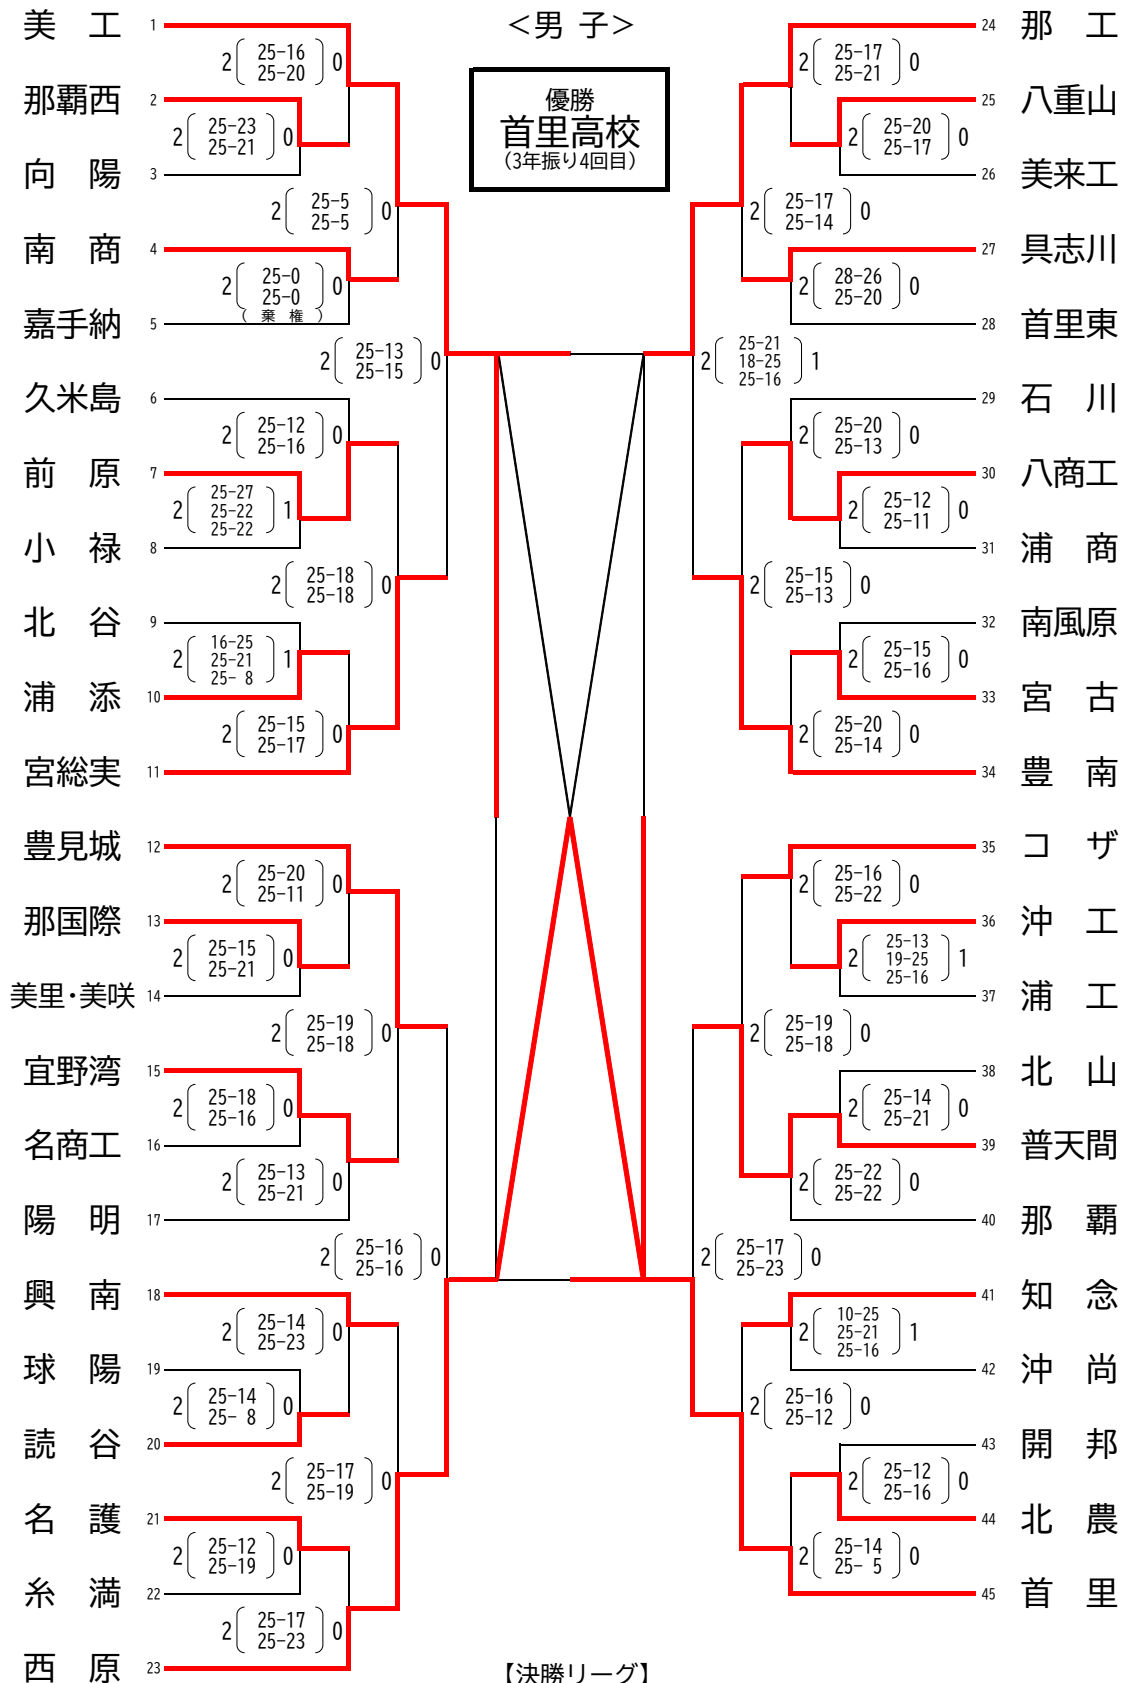 ＜男 子＞
優勝
首里高校
（3年振り4回目）
美 工 1
2 ( 25-16 25-20 ) 0
那覇西 2
2 ( 25-23 25-21 ) 0
向 陽 3
2 ( 25-5 25-5 ) 0
南 商 4
2 ( 25-0 25-0 ) 0
( 棄 権 )
嘉手納 5
2 ( 25-13 25-15 ) 0
久米島 6
2 ( 25-12 25-16 ) 0
前 原 7
2 ( 25-27 25-22 25-22 ) 1
小 禄 8
2 ( 25-18 25-18 ) 0
北 谷 9
2 ( 16-25 25-21 25- 8 ) 1
浦 添 10
2 ( 25-15 25-17 ) 0
宮総実 11
豊見城 12
2 ( 25-20 25-11 ) 0
那国際 13
2 ( 25-15 25-21 ) 0
美里・美咲 14
2 ( 25-19 25-18 ) 0
宜野湾 15
2 ( 25-18 25-16 ) 0
名商工 16
2 ( 25-13 25-21 ) 0
陽 明 17
2 ( 25-16 25-16 ) 0
興 南 18
2 ( 25-14 25-23 ) 0
球 陽 19
2 ( 25-14 25- 8 ) 0
読 谷 20
2 ( 25-17 25-19 ) 0
名 護 21
2 ( 25-12 25-19 ) 0
糸 満 22
2 ( 25-17 25-23 ) 0
西 原 23
24 那 工
2 ( 25-17 25-21 ) 0
25 八重山
2 ( 25-20 25-17 ) 0
26 美来工
2 ( 25-17 25-14 ) 0
27 具志川
2 ( 28-26 25-20 ) 0
28 首里東
2 ( 25-21 18-25 25-16 ) 1
29 石 川
2 ( 25-20 25-13 ) 0
30 八商工
2 ( 25-12 25-11 ) 0
31 浦 商
2 ( 25-15 25-13 ) 0
32 南風原
2 ( 25-15 25-16 ) 0
33 宮 古
2 ( 25-20 25-14 ) 0
34 豊 南
35 コ ザ
2 ( 25-16 25-22 ) 0
36 沖 工
2 ( 25-13 19-25 25-16 ) 1
37 浦 工
2 ( 25-19 25-18 ) 0
38 北 山
2 ( 25-14 25-21 ) 0
39 普天間
2 ( 25-22 25-22 ) 0
40 那 覇
2 ( 25-17 25-23 ) 0
41 知 念
2 ( 10-25 25-21 25-16 ) 1
42 沖 尚
2 ( 25-16 25-12 ) 0
43 開 邦
2 ( 25-12 25-16 ) 0
44 北 農
2 ( 25-14 25- 5 ) 0
45 首 里
【決勝リーグ】